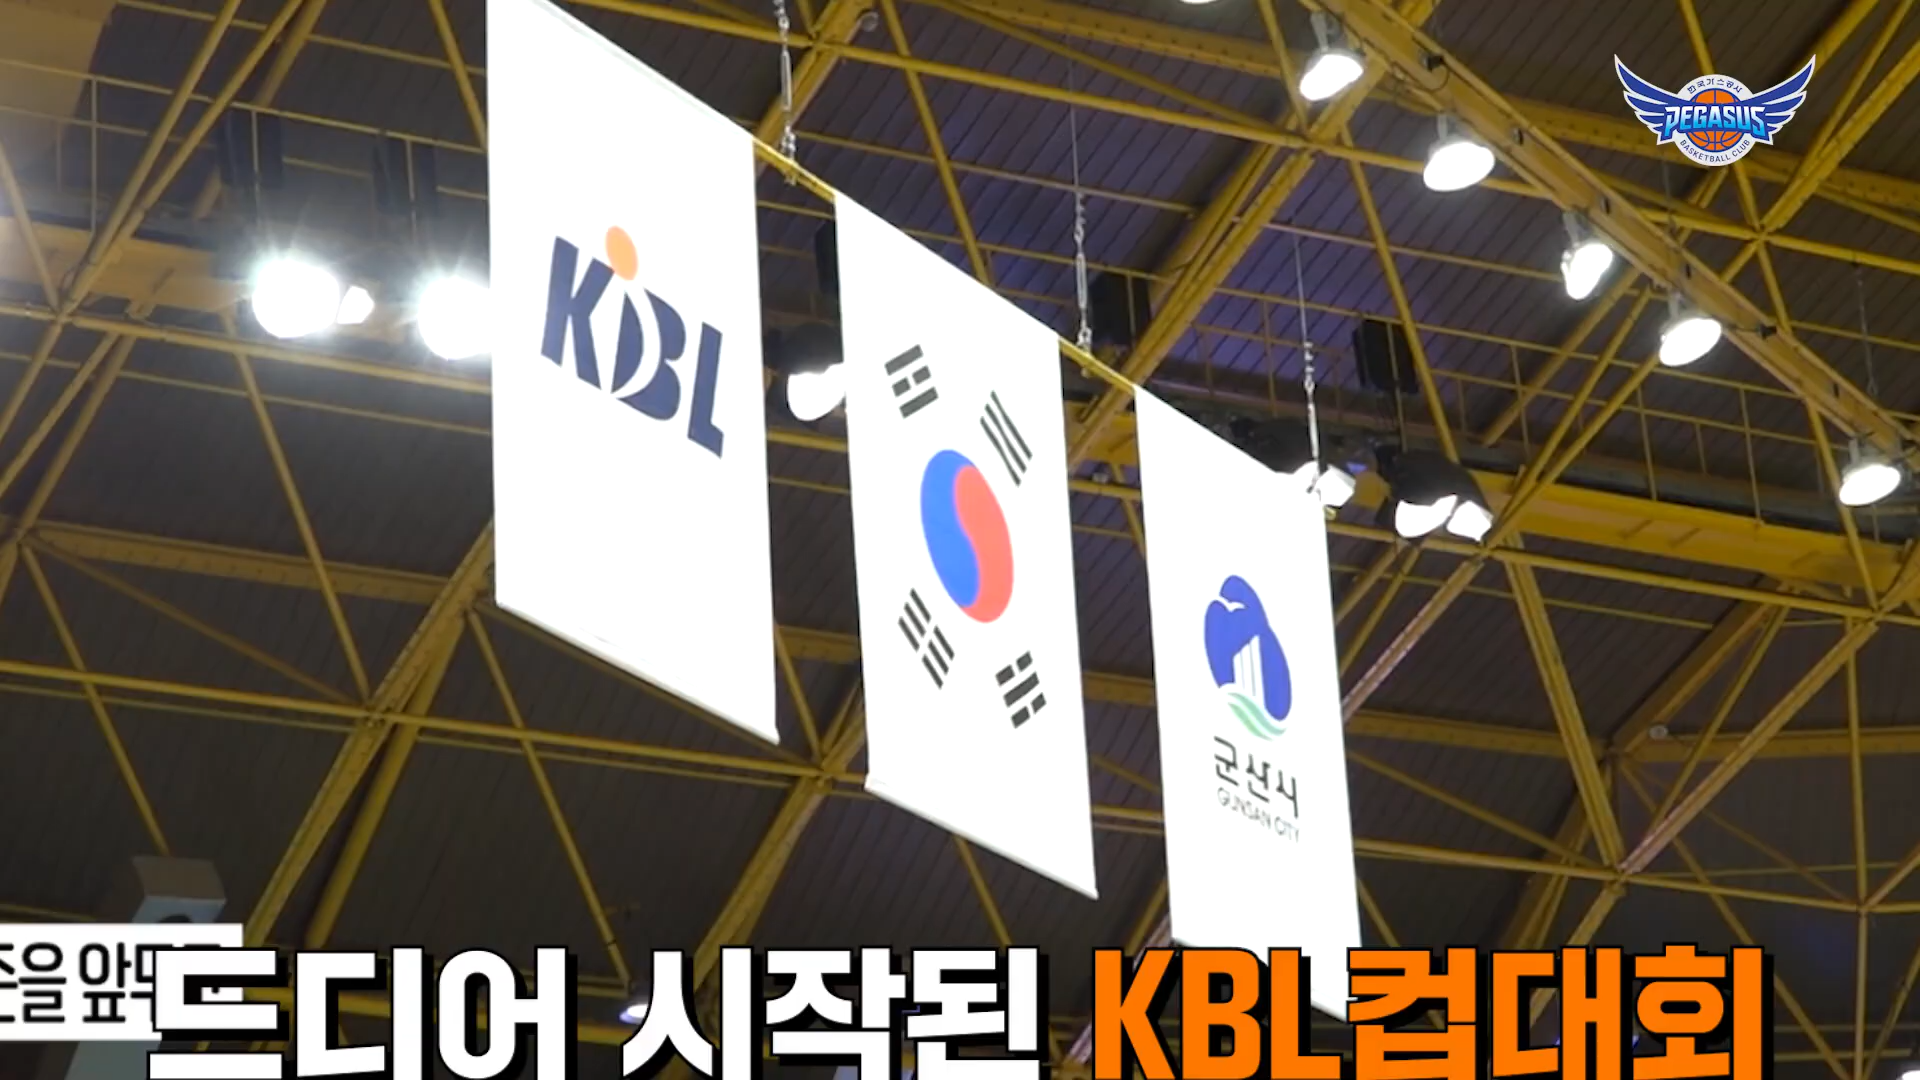 한국가스공사
PEGASUS
BASKETBALL CLUB
KBL
군산시
GUNSAN CITY
드디어 시작된 KBL컵대회